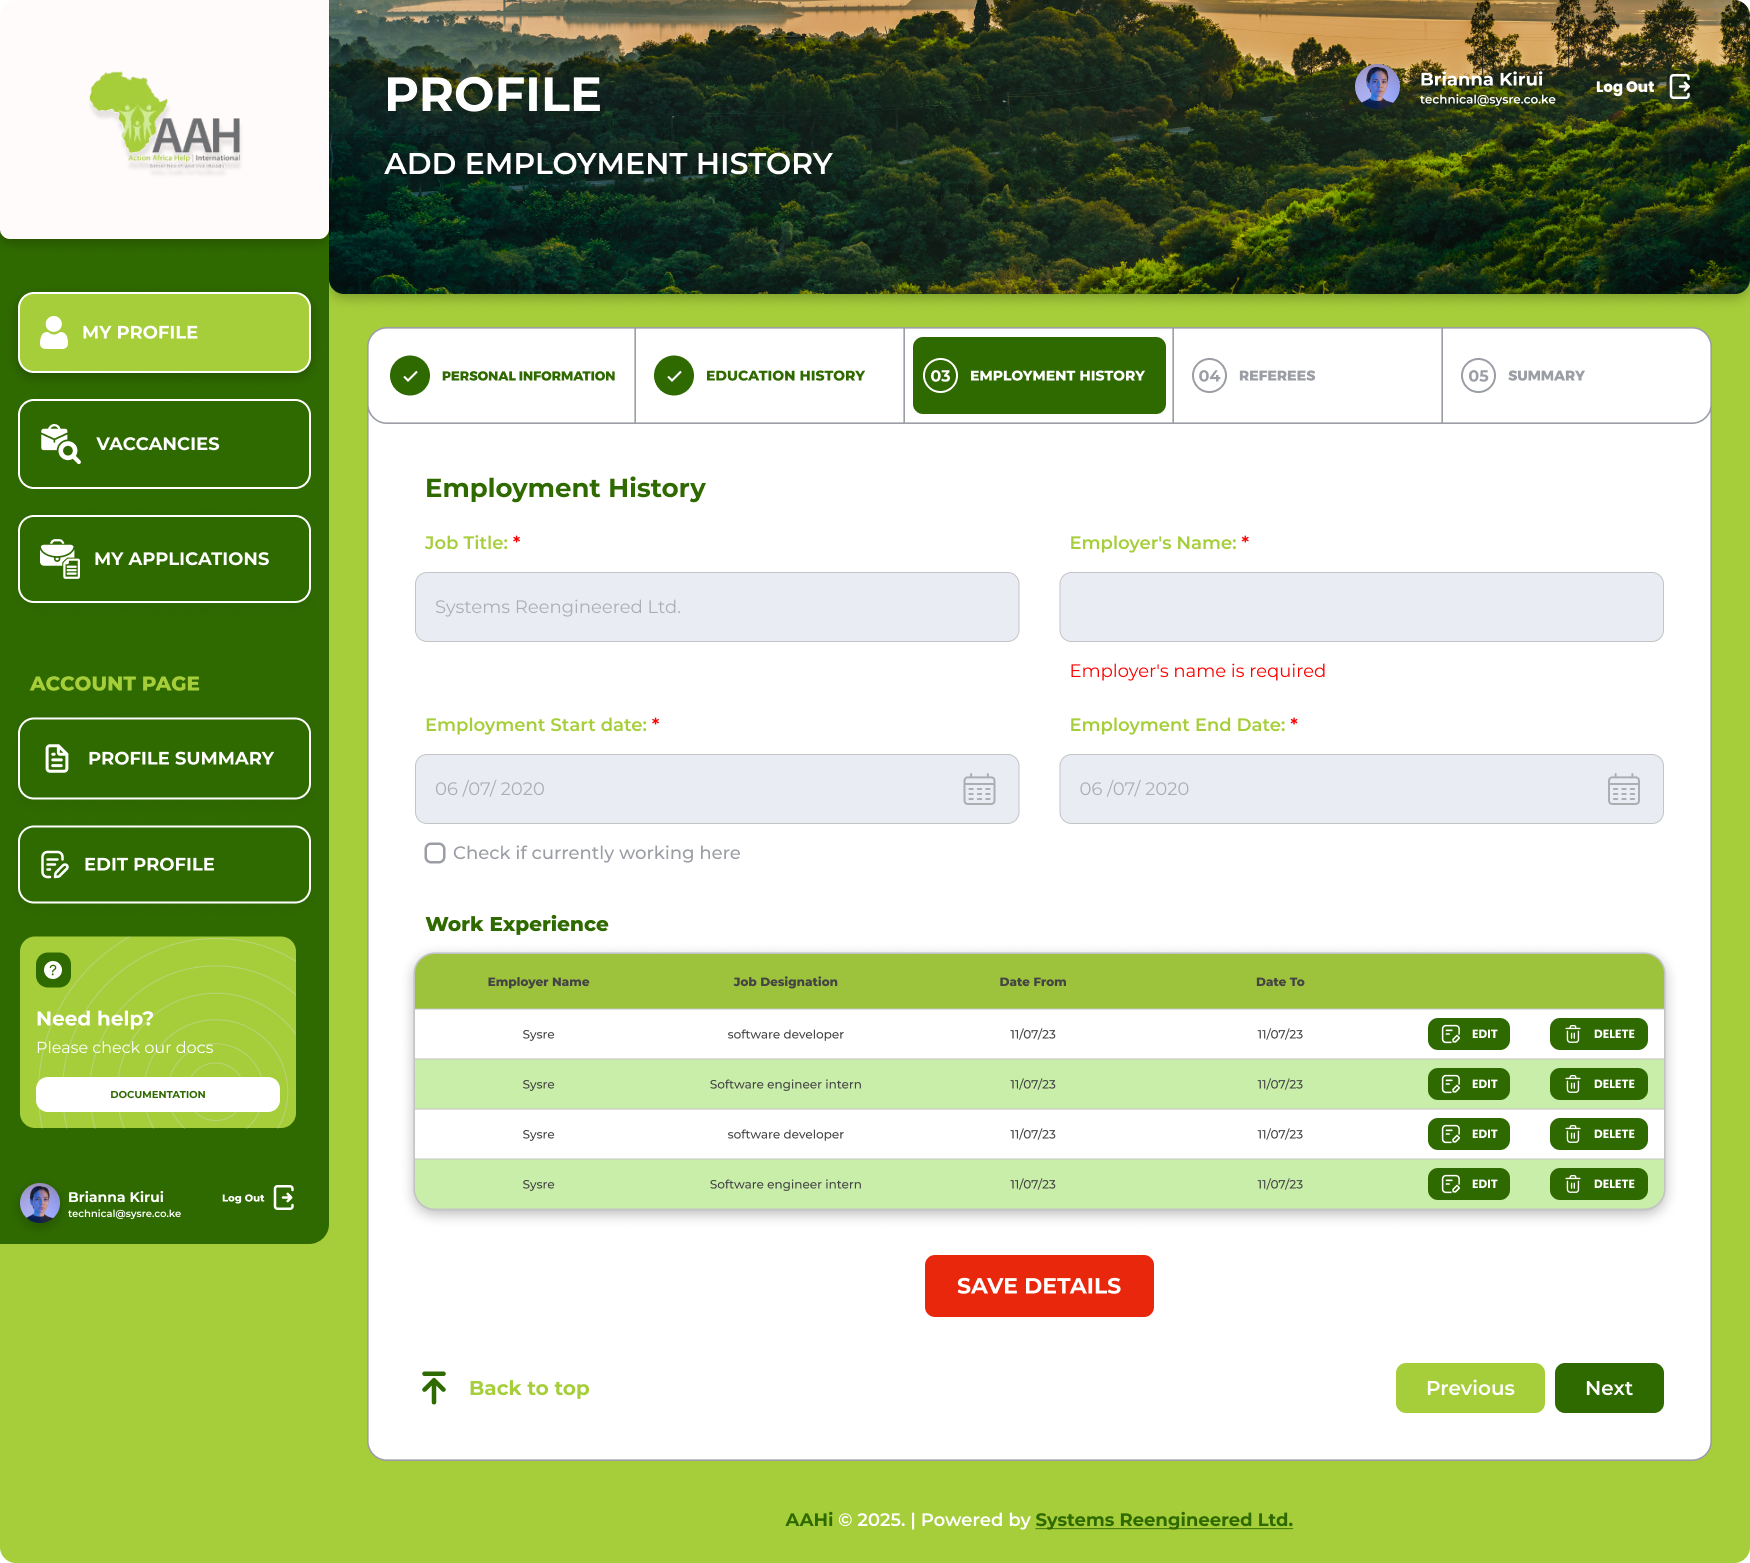 AAH
Action Africa Help | International
PROFILE
ADD EMPLOYMENT HISTORY
Brianna Kirui
technical@sysre.co.ke
Log Out
MY PROFILE
VACCANCIES
MY APPLICATIONS
ACCOUNT PAGE
PROFILE SUMMARY
EDIT PROFILE
Need help?
Please check our docs
DOCUMENTATION
Brianna Kirui
technical@sysre.co.ke
Log Out
PERSONAL INFORMATION
EDUCATION HISTORY
03 EMPLOYMENT HISTORY
04 REFEREES
05 SUMMARY
Employment History
Job Title: *
Employer's Name: *
Systems Reengineered Ltd.
Employer's name is required
Employment Start date: *
Employment End Date: *
06 /07/ 2020
06 /07/ 2020
Check if currently working here
Work Experience
Employer Name Job Designation Date From Date To
Sysre software developer 11/07/23 11/07/23 EDIT DELETE
Sysre Software engineer intern 11/07/23 11/07/23 EDIT DELETE
Sysre software developer 11/07/23 11/07/23 EDIT DELETE
Sysre Software engineer intern 11/07/23 11/07/23 EDIT DELETE
SAVE DETAILS
Back to top
Previous
Next
AAHi © 2025. | Powered by Systems Reengineered Ltd.